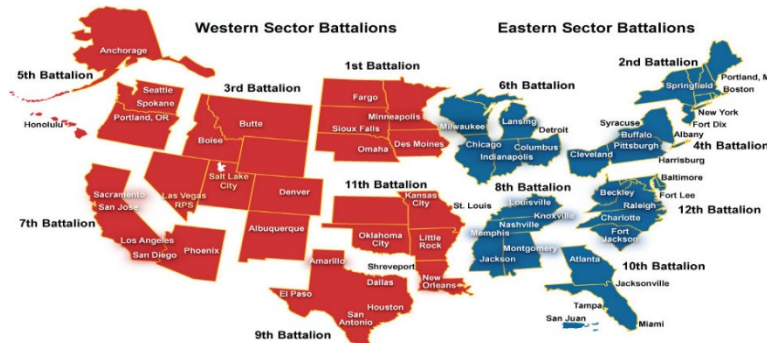 Western Sector Battalions
Eastern Sector Battalions
5th Battalion
Anchorage
Honolulu
Seattle
Spokane
Portland, OR
3rd Battalion
Butte
Boise
Salt Lake
City
Las Vegas
RPS
Denver
Albuquerque
7th Battalion
Sacramento
San Jose
Los Angeles
San Diego
Phoenix
1st Battalion
Fargo
Minneapolis
Sioux Falls
Omaha
Des Moines
11th Battalion
Kansas
City
St. Louis
Oklahoma
City
Little
Rock
Amarillo
Shreveport
New
Orleans
Dallas
El Paso
Houston
San
Antonio
9th Battalion
6th Battalion
Milwaukee
Lansing
Detroit
Chicago
Indianapolis
Columbus
Cleveland
8th Battalion
Louisville
Knoxville
Nashville
Memphis
Montgomery
Jackson
2nd Battalion
Portland, M
Springfield
Boston
New York
Fort Dix
Syracuse
Albany
Buffalo
Pittsburgh
4th Battalion
Harrisburg
Baltimore
Beckley
Fort Lee
Raleigh
12th Battalion
Charlotte
Fort
Jackson
10th Battalion
Atlanta
Jacksonville
Tampa
San Juan
Miami